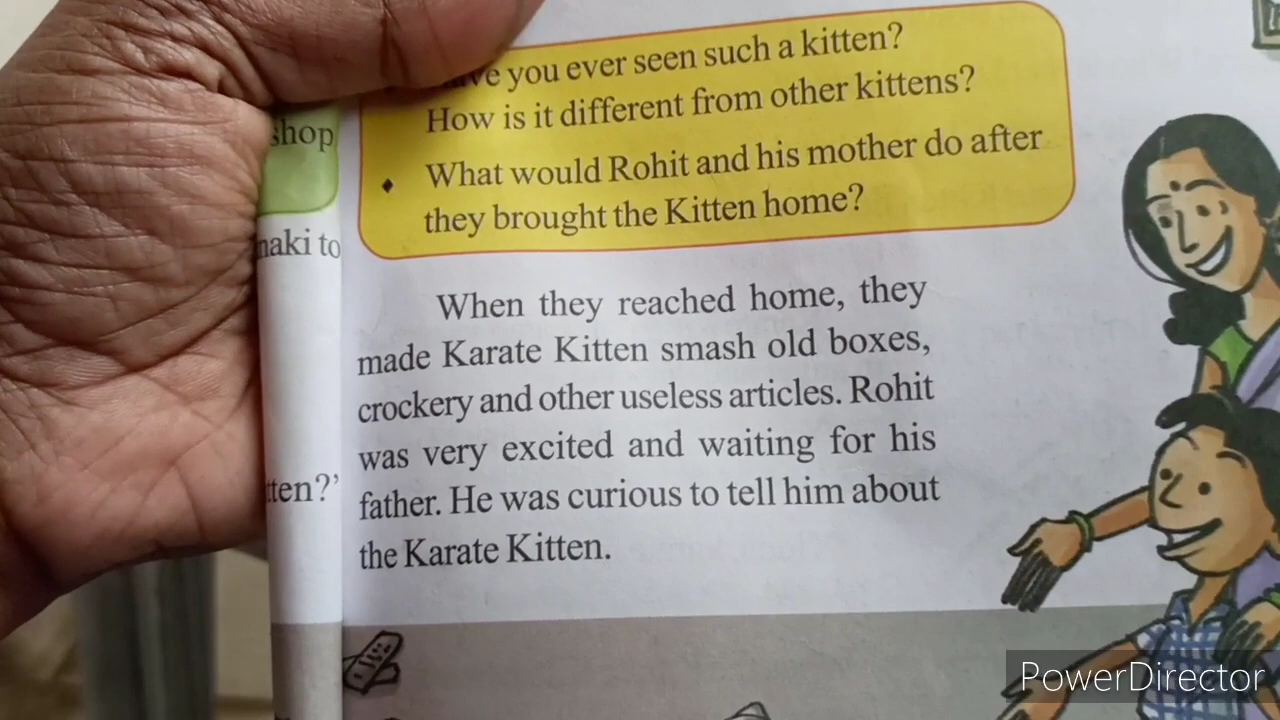 you ever seen such a kitten?
How is it different from other kittens?
♦ What would Rohit and his mother do after
they brought the Kitten home?
shop
naki to
tten?’
When they reached home, they
made Karate Kitten smash old boxes,
crockery and other useless articles. Rohit
was very excited and waiting for his
father. He was curious to tell him about
the Karate Kitten.
PowerDirector